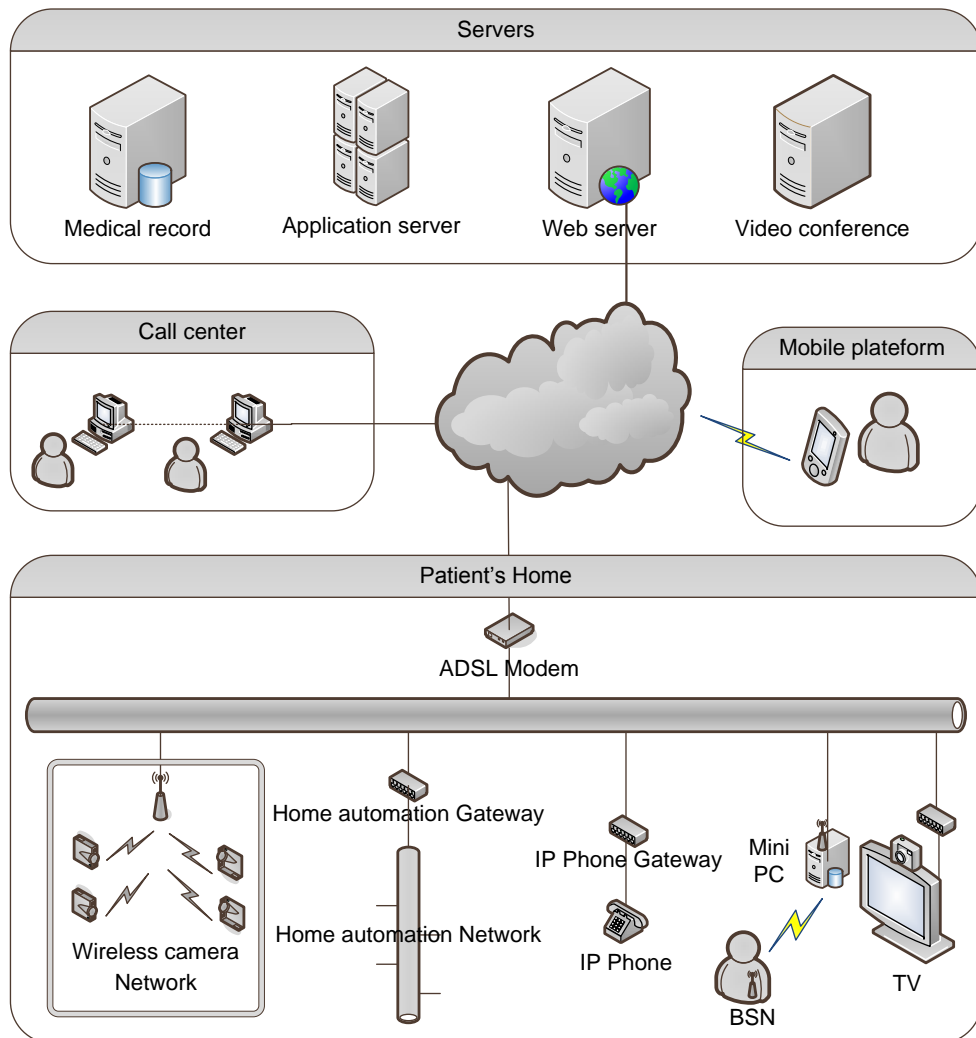 Servers
Medical record
Application server
Web server
Video conference
Call center
Mobile plateform
Patient's Home
ADSL Modem
Home automation Gateway
IP Phone Gateway
Mini
PC
Home automation Network
Wireless camera
Network
IP Phone
BSN
TV